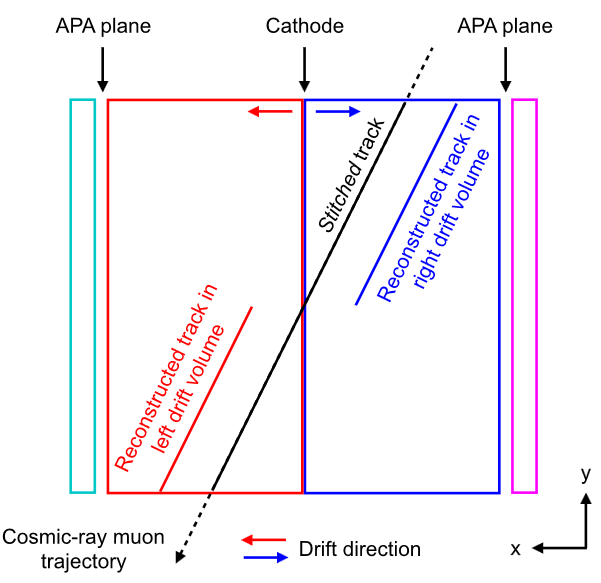 APA plane
Cathode
APA plane
Stitched track
Reconstructed track in
right drift volume
Reconstructed track in
left drift volume
Cosmic-ray muon
trajectory
Drift direction
y
x